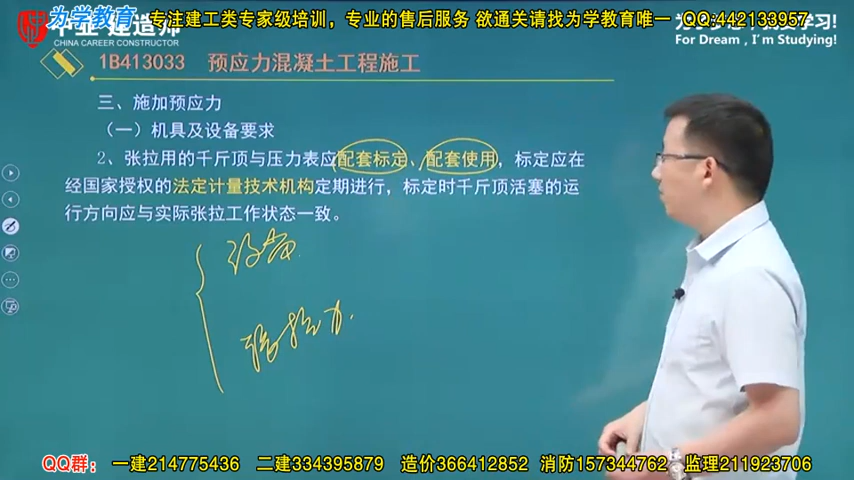 为学教育 专注建工类专家级培训，专业的售后服务 欲通关请找为学教育唯一 QQ:442133957
CHINA CAREER CONSTRUCTOR
For Dream , I'm Studying!
1B413033 预应力混凝土工程施工
三、施加预应力
（一）机具及设备要求
2、张拉用的千斤顶与压力表应配套标定、配套使用，标定应在
经国家授权的法定计量技术机构定期进行，标定时千斤顶活塞的运
行方向应与实际张拉工作状态一致。
设备
张拉力
QQ群： 一建214775436 二建334395879 造价366412852 消防157344762 监理211923706